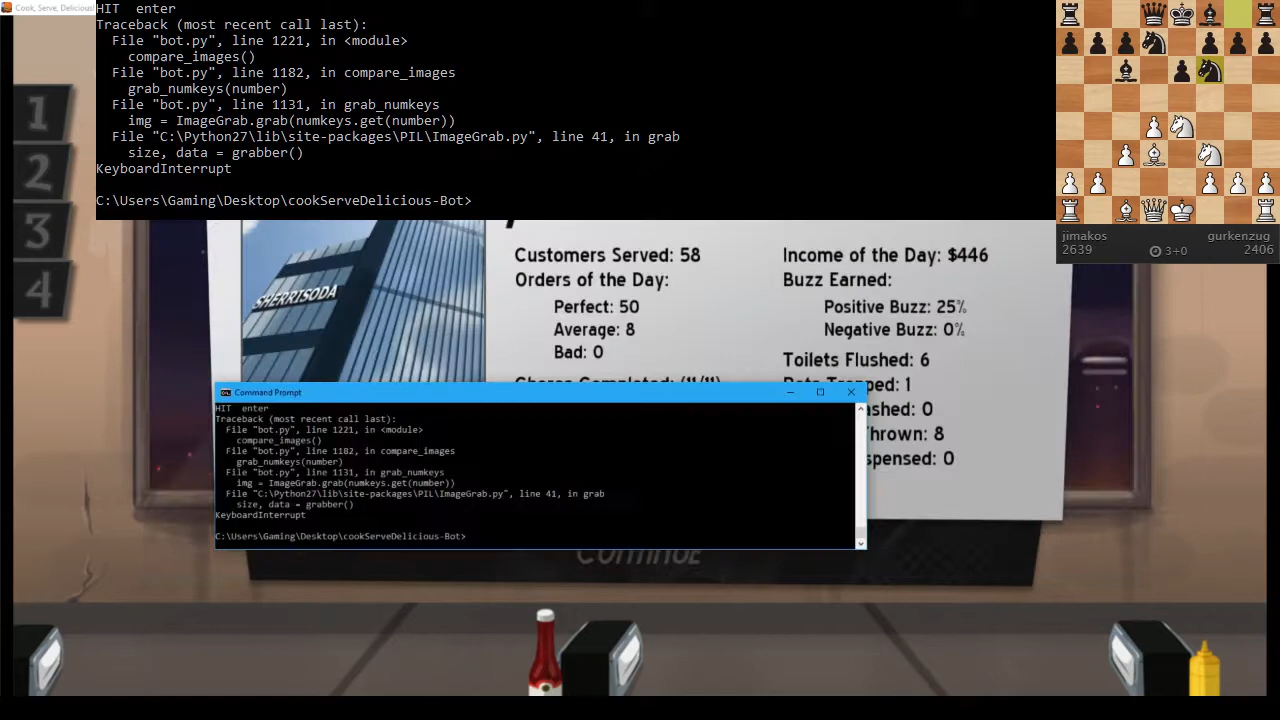 Cook, Serve, Delicious!
HIT  enter
Traceback (most recent call last):
  File "bot.py", line 1221, in <module>
    compare_images()
  File "bot.py", line 1182, in compare_images
    grab_numkeys(number)
  File "bot.py", line 1131, in grab_numkeys
    img = ImageGrab.grab(numkeys.get(number))
  File "C:\Python27\lib\site-packages\PIL\ImageGrab.py", line 41, in grab
    size, data = grabber()
KeyboardInterrupt
C:\Users\Gaming\Desktop\cookServeDelicious-Bot>
jimakos gurkenzug
2639 3+0 2406
1
2
3
4
SHERRISODA
Customers Served: 58
Orders of the Day:
Perfect: 50
Average: 8
Bad: 0
Income of the Day: $446
Buzz Earned:
Positive Buzz: 25%
Negative Buzz: 0%
Toilets Flushed: 6
Command Prompt
HIT  enter
Traceback (most recent call last):
  File "bot.py", line 1221, in <module>
    compare_images()
  File "bot.py", line 1182, in compare_images
    grab_numkeys(number)
  File "bot.py", line 1131, in grab_numkeys
    img = ImageGrab.grab(numkeys.get(number))
  File "C:\Python27\lib\site-packages\PIL\ImageGrab.py", line 41, in grab
    size, data = grabber()
KeyboardInterrupt
C:\Users\Gaming\Desktop\cookServeDelicious-Bot>
pped: 1
ashed: 0
Thrown: 8
spensed: 0